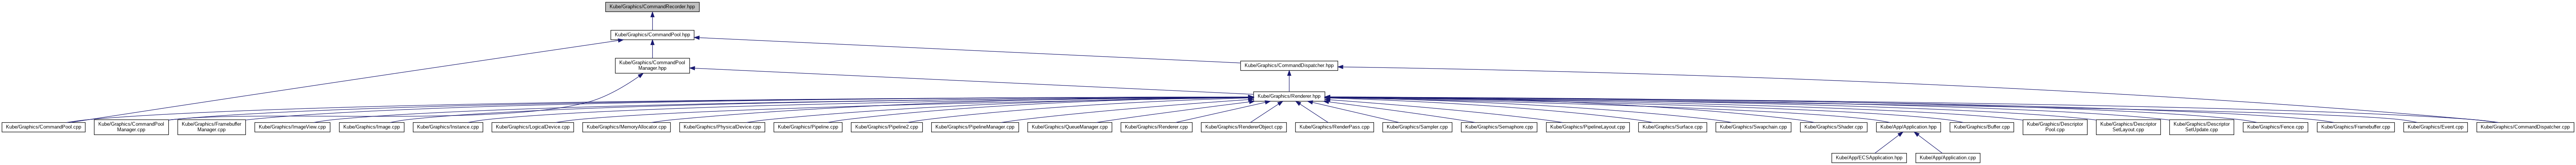 Kube/Graphics/CommandRecorder.hpp
Kube/Graphics/CommandPool.hpp
Kube/Graphics/CommandPool
Manager.hpp
Kube/Graphics/CommandDispatcher.hpp
Kube/Graphics/Renderer.hpp
Kube/Graphics/CommandPool.cpp
Kube/Graphics/CommandPool
Manager.cpp
Kube/Graphics/Framebuffer
Manager.cpp
Kube/Graphics/ImageView.cpp
Kube/Graphics/Image.cpp
Kube/Graphics/Instance.cpp
Kube/Graphics/LogicalDevice.cpp
Kube/Graphics/MemoryAllocator.cpp
Kube/Graphics/PhysicalDevice.cpp
Kube/Graphics/Pipeline.cpp
Kube/Graphics/Pipeline2.cpp
Kube/Graphics/PipelineManager.cpp
Kube/Graphics/QueueManager.cpp
Kube/Graphics/Renderer.cpp
Kube/Graphics/RendererObject.cpp
Kube/Graphics/RenderPass.cpp
Kube/Graphics/Sampler.cpp
Kube/Graphics/Semaphore.cpp
Kube/Graphics/PipelineLayout.cpp
Kube/Graphics/Surface.cpp
Kube/Graphics/Swapchain.cpp
Kube/Graphics/Shader.cpp
Kube/App/Application.hpp
Kube/Graphics/Buffer.cpp
Kube/Graphics/Descriptor
Pool.cpp
Kube/Graphics/Descriptor
SetLayout.cpp
Kube/Graphics/Descriptor
SetUpdate.cpp
Kube/Graphics/Fence.cpp
Kube/Graphics/Framebuffer.cpp
Kube/Graphics/Event.cpp
Kube/Graphics/CommandDispatcher.cpp
Kube/App/ECSApplication.hpp
Kube/App/Application.cpp